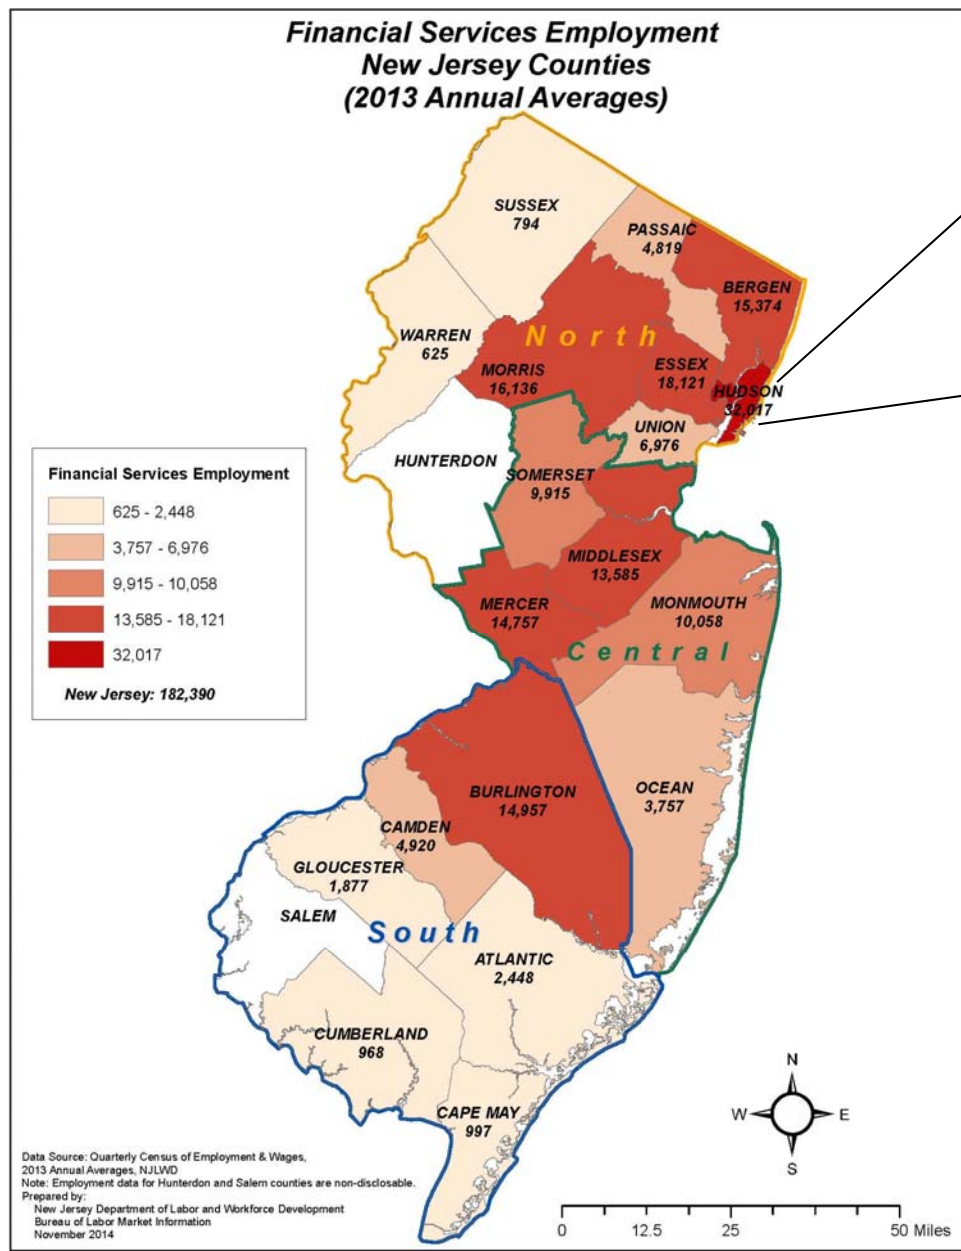 Financial Services Employment
New Jersey Counties
(2013 Annual Averages)
SUSSEX
794
PASSAIC
4,819
BERGEN
15,374
WARREN
625
North
MORRIS
16,136
ESSEX
18,121
HUDSON
32,017
UNION
6,976
HUNTERDON
SOMERSET
9,915
MIDDLESEX
13,585
MERCER
14,757
MONMOUTH
10,058
Central
Financial Services Employment
625 - 2,448
3,757 - 6,976
9,915 - 10,058
13,585 - 18,121
32,017
New Jersey: 182,390
BURLINGTON
14,957
OCEAN
3,757
CAMDEN
4,920
GLOUCESTER
1,877
SALEM
South
ATLANTIC
2,448
CUMBERLAND
968
CAPE MAY
997
N
W E
S
Data Source: Quarterly Census of Employment & Wages,
2013 Annual Averages, NJLWD
Note: Employment data for Hunterdon and Salem counties are non-disclosable.
Prepared by:
New Jersey Department of Labor and Workforce Development
Bureau of Labor Market Information
November 2014
0 12.5 25 50 Miles